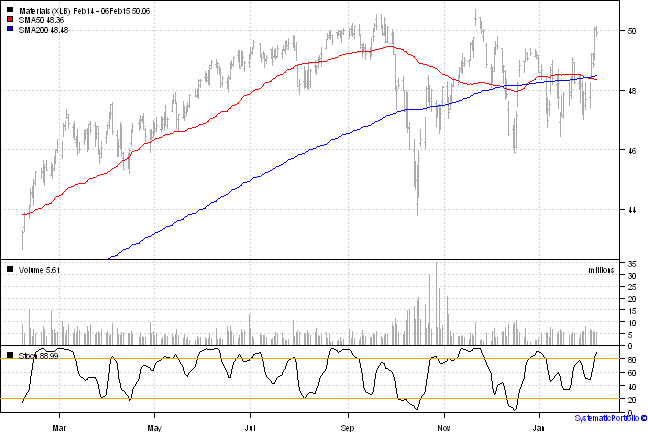 Materials (XLB) Feb14 - 06Feb15 50.06
SMA50 48.36
SMA200 48.48
50
48
46
44
Volume 5.61
millions
35
30
25
20
15
10
5
0
Stoch 88.99
80
60
40
20
0
Mar May Jul Sep Nov Jan
SystematicPortfolio ©